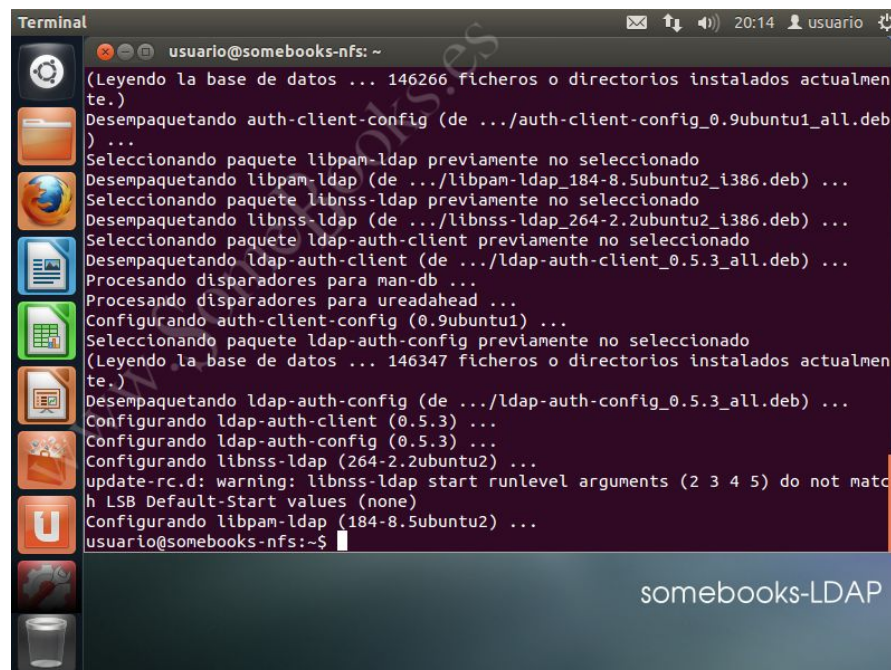 Terminal
20:14 usuario
usuario@somebooks-nfs: ~
(Leyendo la base de datos ... 146266 ficheros o directorios instalados actualmen
te.)
Desempaquetando auth-client-config (de .../auth-client-config_0.9ubuntu1_all.deb
) ...
Seleccionando paquete libpam-ldap previamente no seleccionado
Desempaquetando libpam-ldap (de .../libpam-ldap_184-8.5ubuntu2_i386.deb) ...
Seleccionando paquete libnss-ldap previamente no seleccionado
Desempaquetando libnss-ldap (de .../libnss-ldap_264-2.2ubuntu2_i386.deb) ...
Seleccionando paquete ldap-auth-client previamente no seleccionado
Desempaquetando ldap-auth-client (de .../ldap-auth-client_0.5.3_all.deb) ...
Procesando disparadores para man-db ...
Procesando disparadores para ureadahead ...
Configurando auth-client-config (0.9ubuntu1) ...
Seleccionando paquete ldap-auth-config previamente no seleccionado
(Leyendo la base de datos ... 146347 ficheros o directorios instalados actualmen
te.)
Desempaquetando ldap-auth-config (de .../ldap-auth-config_0.5.3_all.deb) ...
Configurando ldap-auth-client (0.5.3) ...
Configurando ldap-auth-config (0.5.3) ...
Configurando libnss-ldap (264-2.2ubuntu2) ...
update-rc.d: warning: libnss-ldap start runlevel arguments (2 3 4 5) do not matc
h LSB Default-Start values (none)
Configurando libpam-ldap (184-8.5ubuntu2) ...
usuario@somebooks-nfs:~$
somebooks-LDAP
www.SomeBooks.es